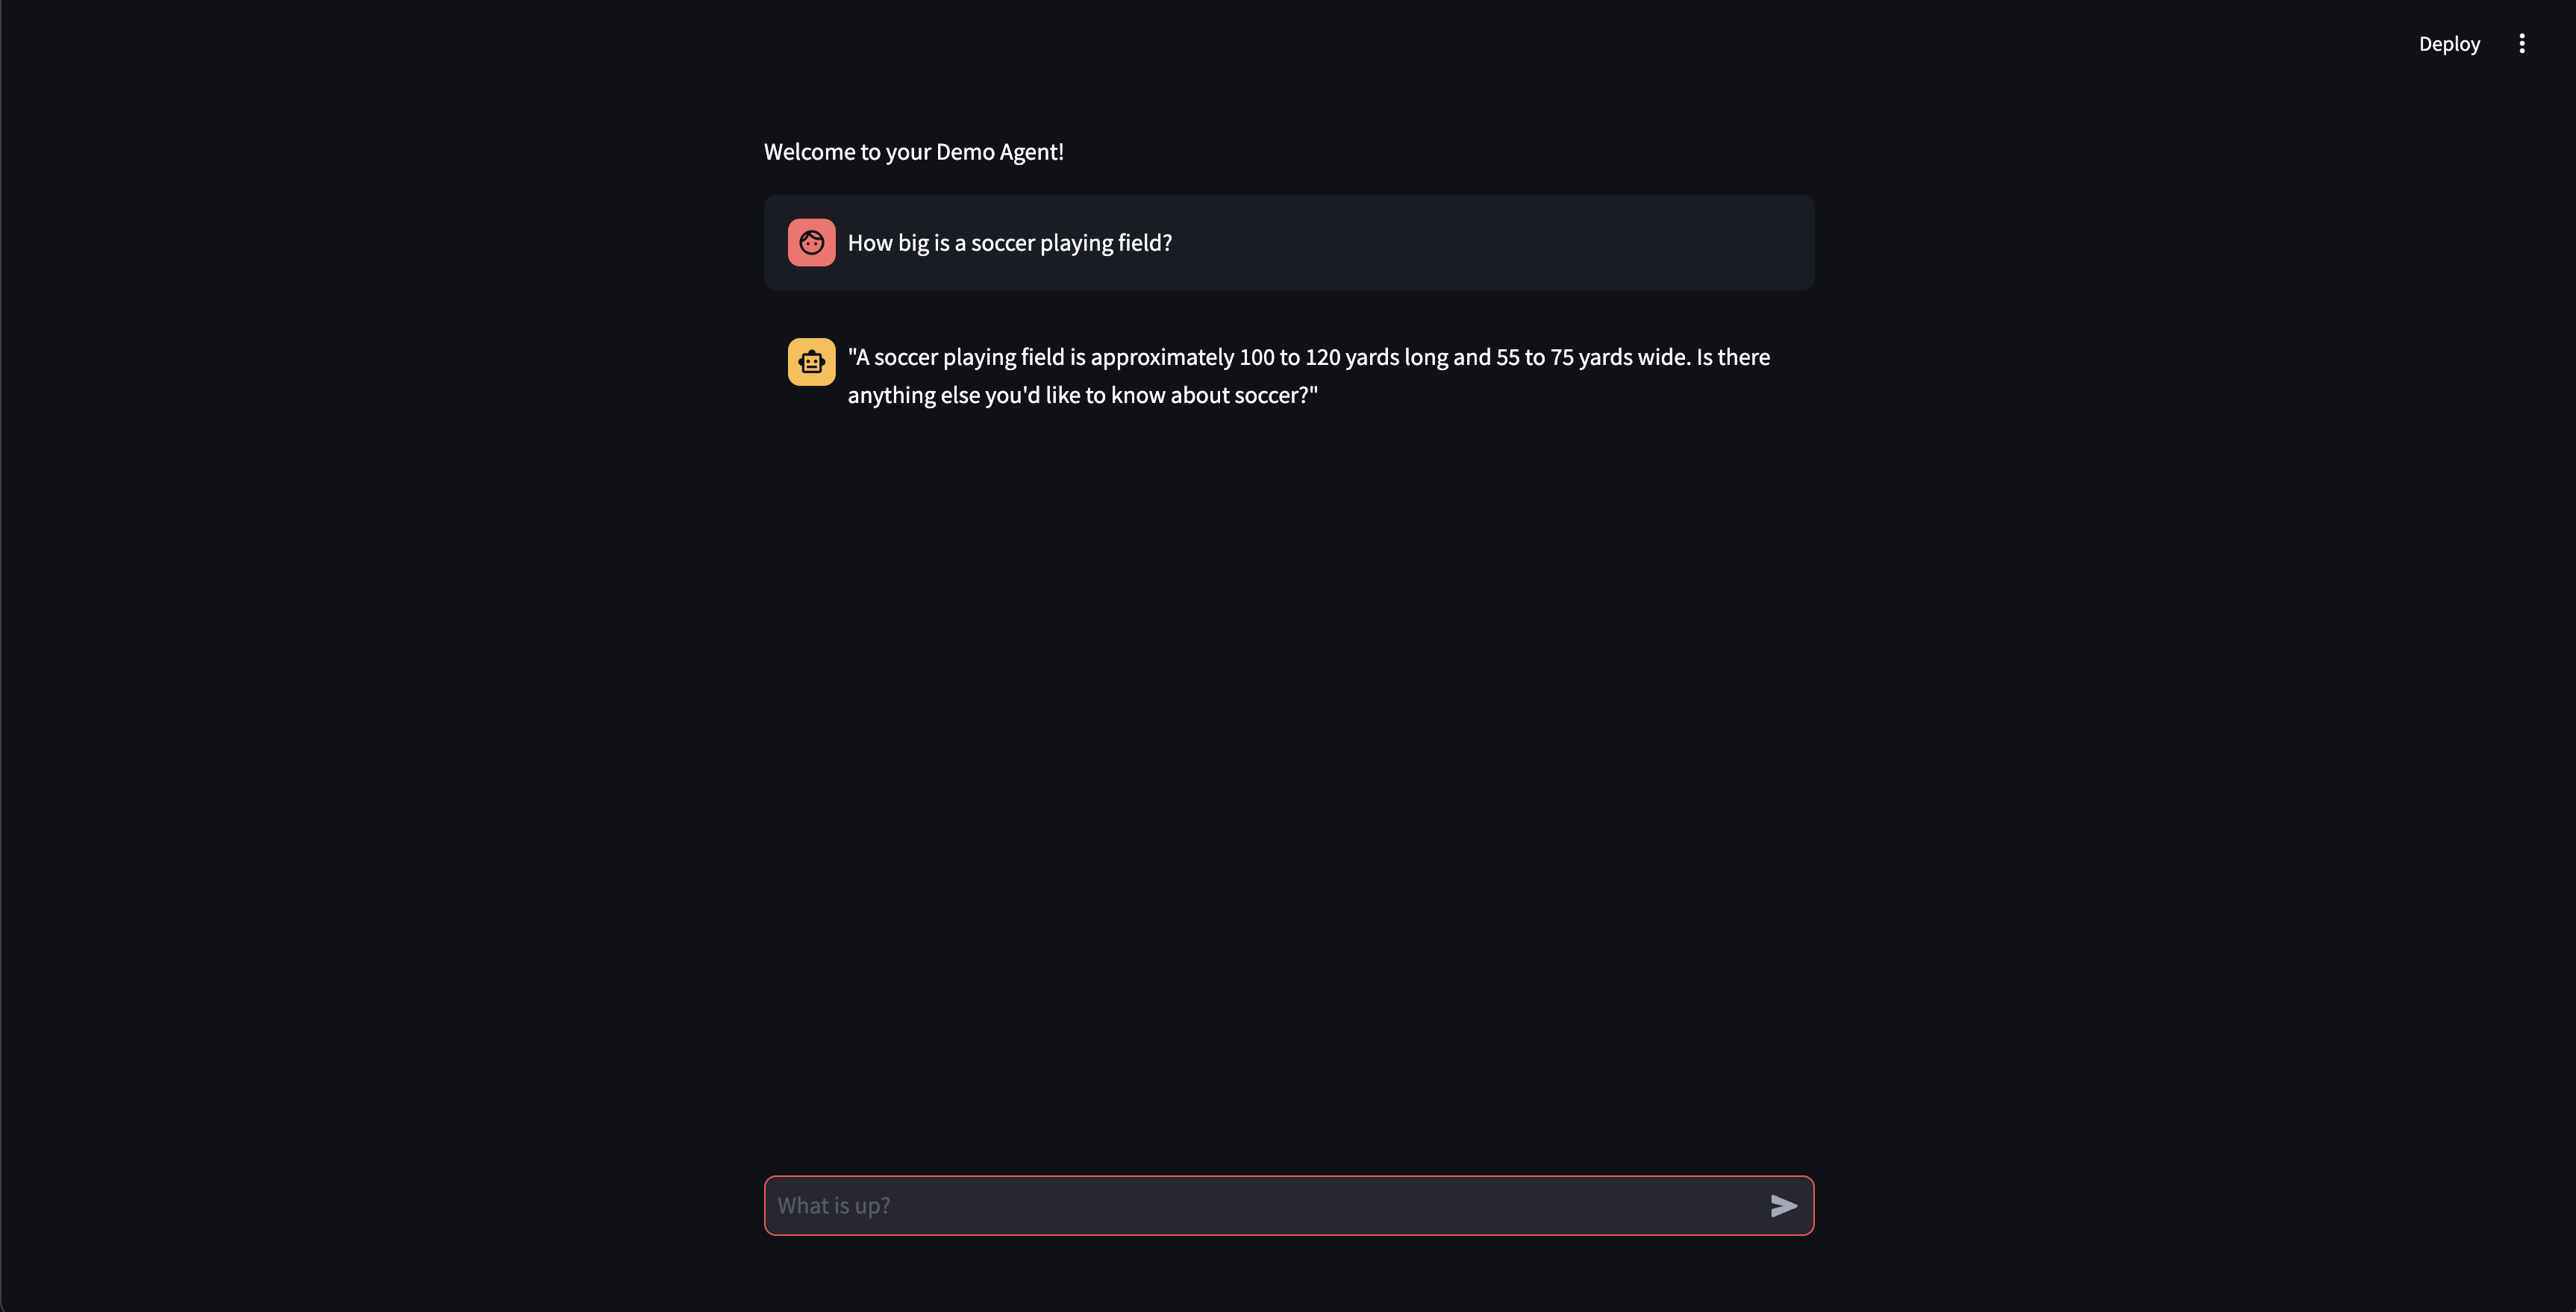 Deploy
Welcome to your Demo Agent!
How big is a soccer playing field?
"A soccer playing field is approximately 100 to 120 yards long and 55 to 75 yards wide. Is there
anything else you'd like to know about soccer?"
What is up?